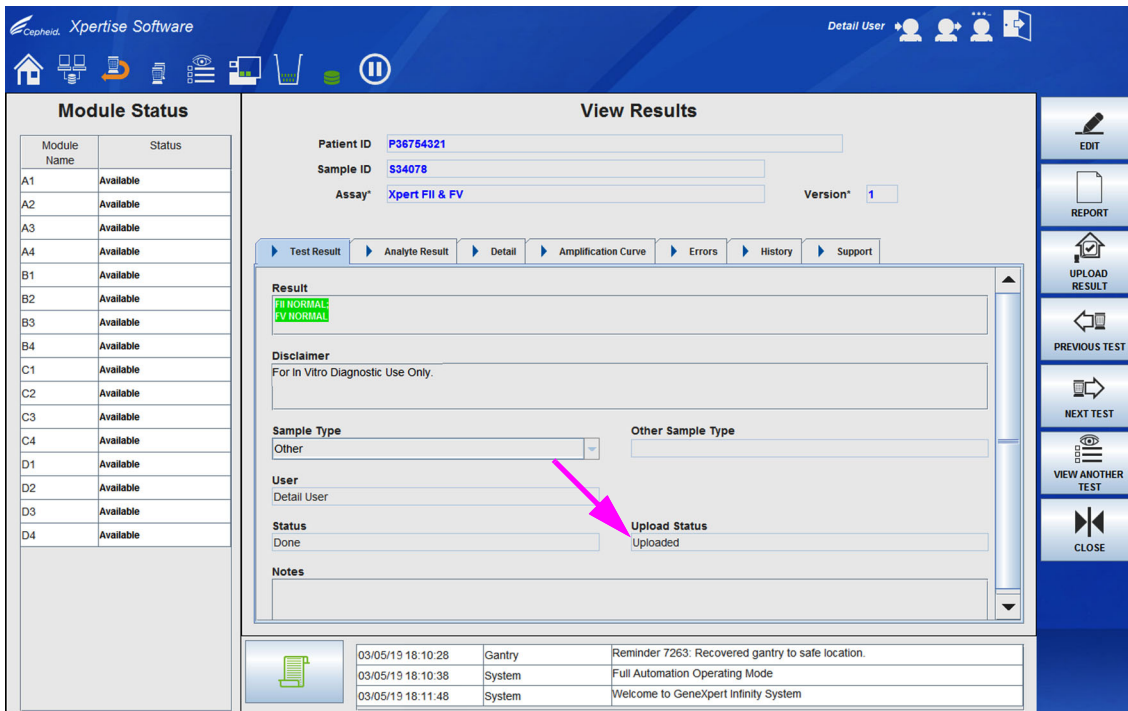 Cepheid. Xpertise Software
Detail User
Module Status
Module Name
Status
A1 Available
A2 Available
A3 Available
A4 Available
B1 Available
B2 Available
B3 Available
B4 Available
C1 Available
C2 Available
C3 Available
C4 Available
D1 Available
D2 Available
D3 Available
D4 Available
View Results
Patient ID P36754321
Sample ID S34078
Assay* Xpert FII & FV Version* 1
Test Result Analyte Result Detail Amplification Curve Errors History Support
Result
FII NORMAL;
FV NORMAL
Disclaimer
For In Vitro Diagnostic Use Only.
Sample Type Other Sample Type
Other
User
Detail User
Status Upload Status
Done Uploaded
Notes
03/05/19 18:10:28 Gantry Reminder 7263: Recovered gantry to safe location.
03/05/19 18:10:38 System Full Automation Operating Mode
03/05/19 18:11:48 System Welcome to GeneXpert Infinity System
EDIT
REPORT
UPLOAD
RESULT
PREVIOUS TEST
NEXT TEST
VIEW ANOTHER
TEST
CLOSE